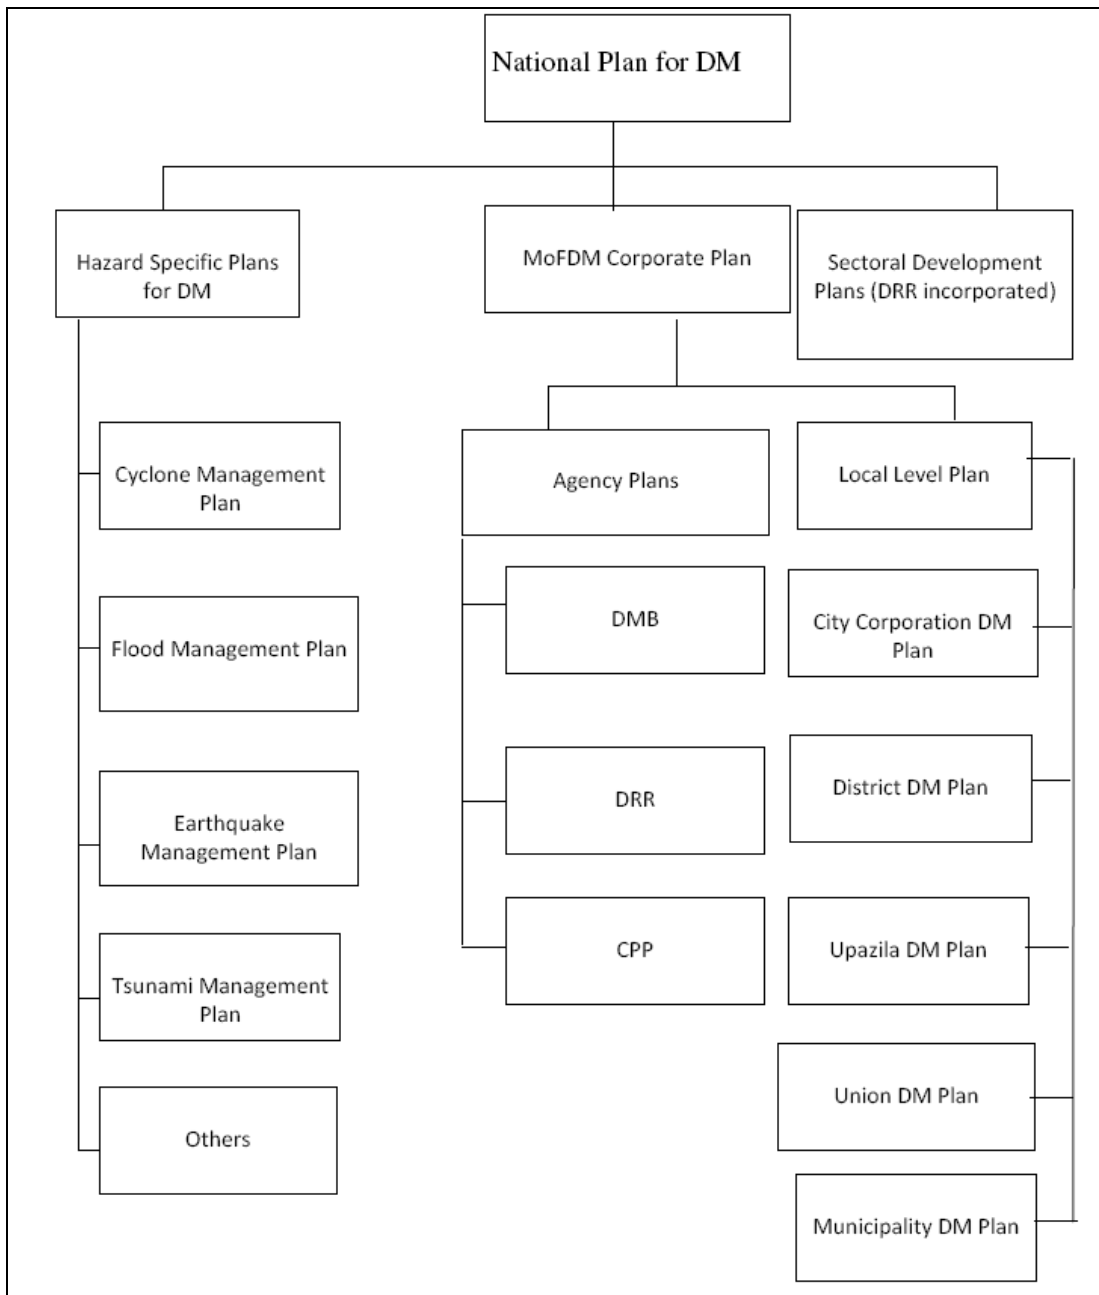 National Plan for DM
Hazard Specific Plans
for DM
MoFDM Corporate Plan
Sectoral Development
Plans (DRR incorporated)
Cyclone Management
Plan
Flood Management Plan
Earthquake
Management Plan
Tsunami Management
Plan
Others
Agency Plans
DMB
DRR
CPP
Local Level Plan
City Corporation DM
Plan
District DM Plan
Upazila DM Plan
Union DM Plan
Municipality DM Plan